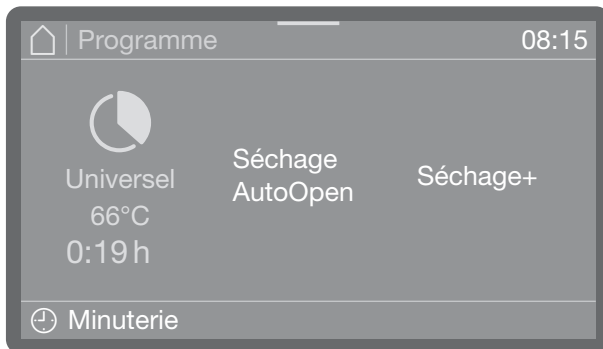 Programme 08:15
Universel
66°C
0:19 h
Séchage
AutoOpen
Séchage+
Minuterie